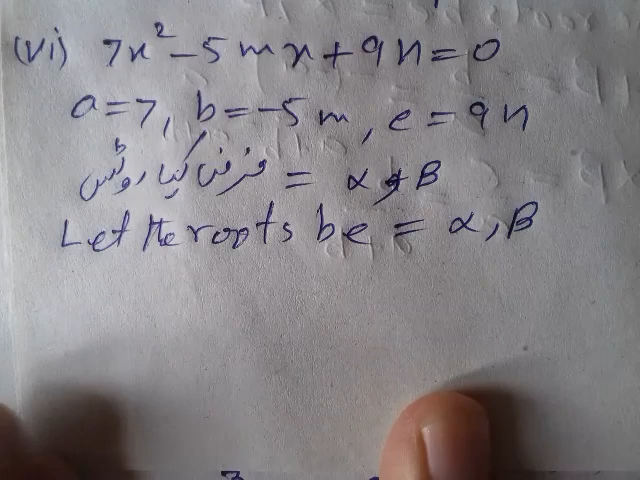 (vi) 7x² - 5mx + 9n = 0
a = 7, b = -5m, c = 9n
فرض کیا روٹس = α و β
Let the roots be = α, β